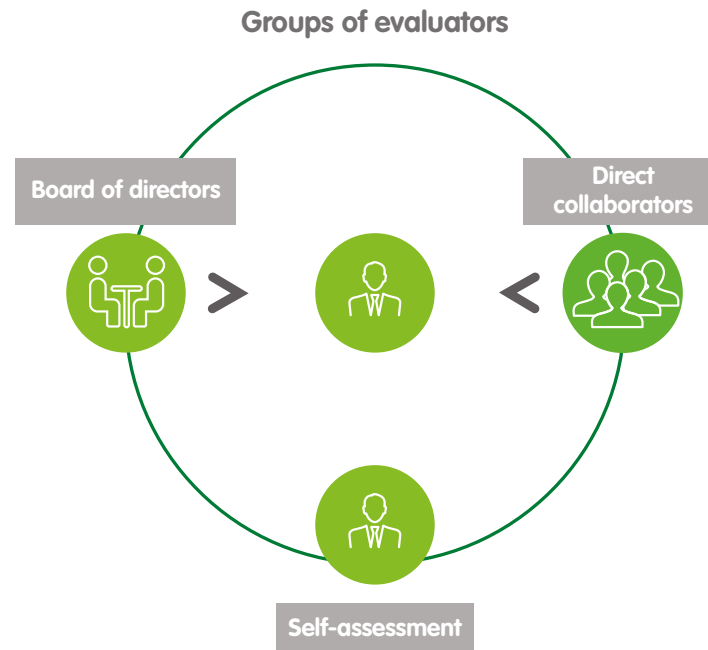 Groups of evaluators
Board of directors
Direct
collaborators
Self-assessment